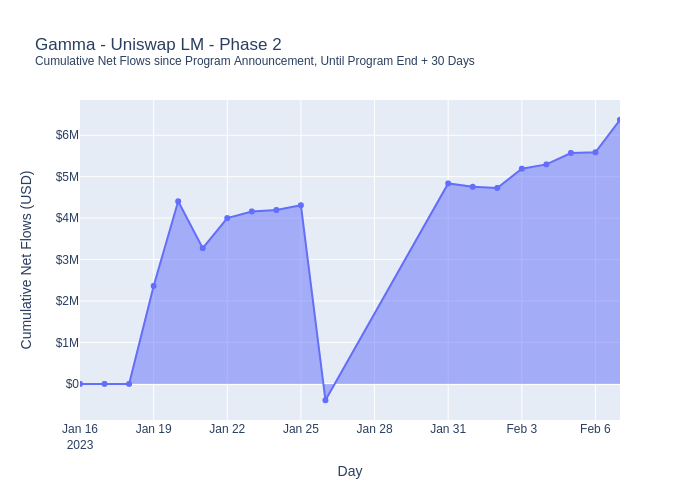 Gamma - Uniswap LM - Phase 2
Cumulative Net Flows since Program Announcement, Until Program End + 30 Days
Cumulative Net Flows (USD)
$6M
$5M
$4M
$3M
$2M
$1M
$0
Jan 16 Jan 19 Jan 22 Jan 25 Jan 28 Jan 31 Feb 3 Feb 6
2023
Day